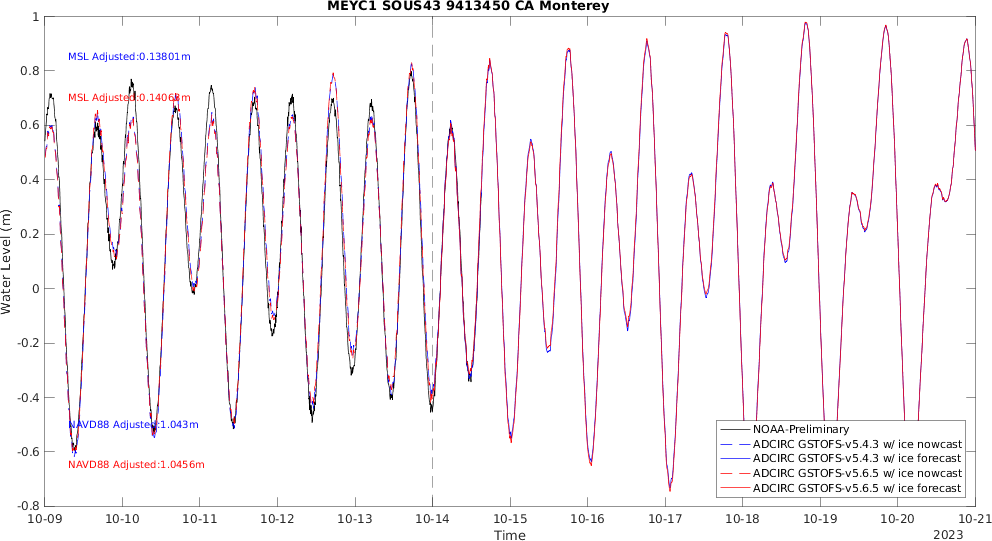 MEYC1 SOUS43 9413450 CA Monterey
1
0.8
0.6
0.4
0.2
0
-0.2
-0.4
-0.6
-0.8
Water Level (m)
MSL Adjusted:0.13801m
MSL Adjusted:0.14068m
NAVD88 Adjusted:1.043m
NAVD88 Adjusted:1.0456m
NOAA-Preliminary
ADCIRC GSTOFS-v5.4.3 w/ ice nowcast
ADCIRC GSTOFS-v5.4.3 w/ ice forecast
ADCIRC GSTOFS-v5.6.5 w/ ice nowcast
ADCIRC GSTOFS-v5.6.5 w/ ice forecast
10-09 10-10 10-11 10-12 10-13 10-14 10-15 10-16 10-17 10-18 10-19 10-20 10-21
Time
2023